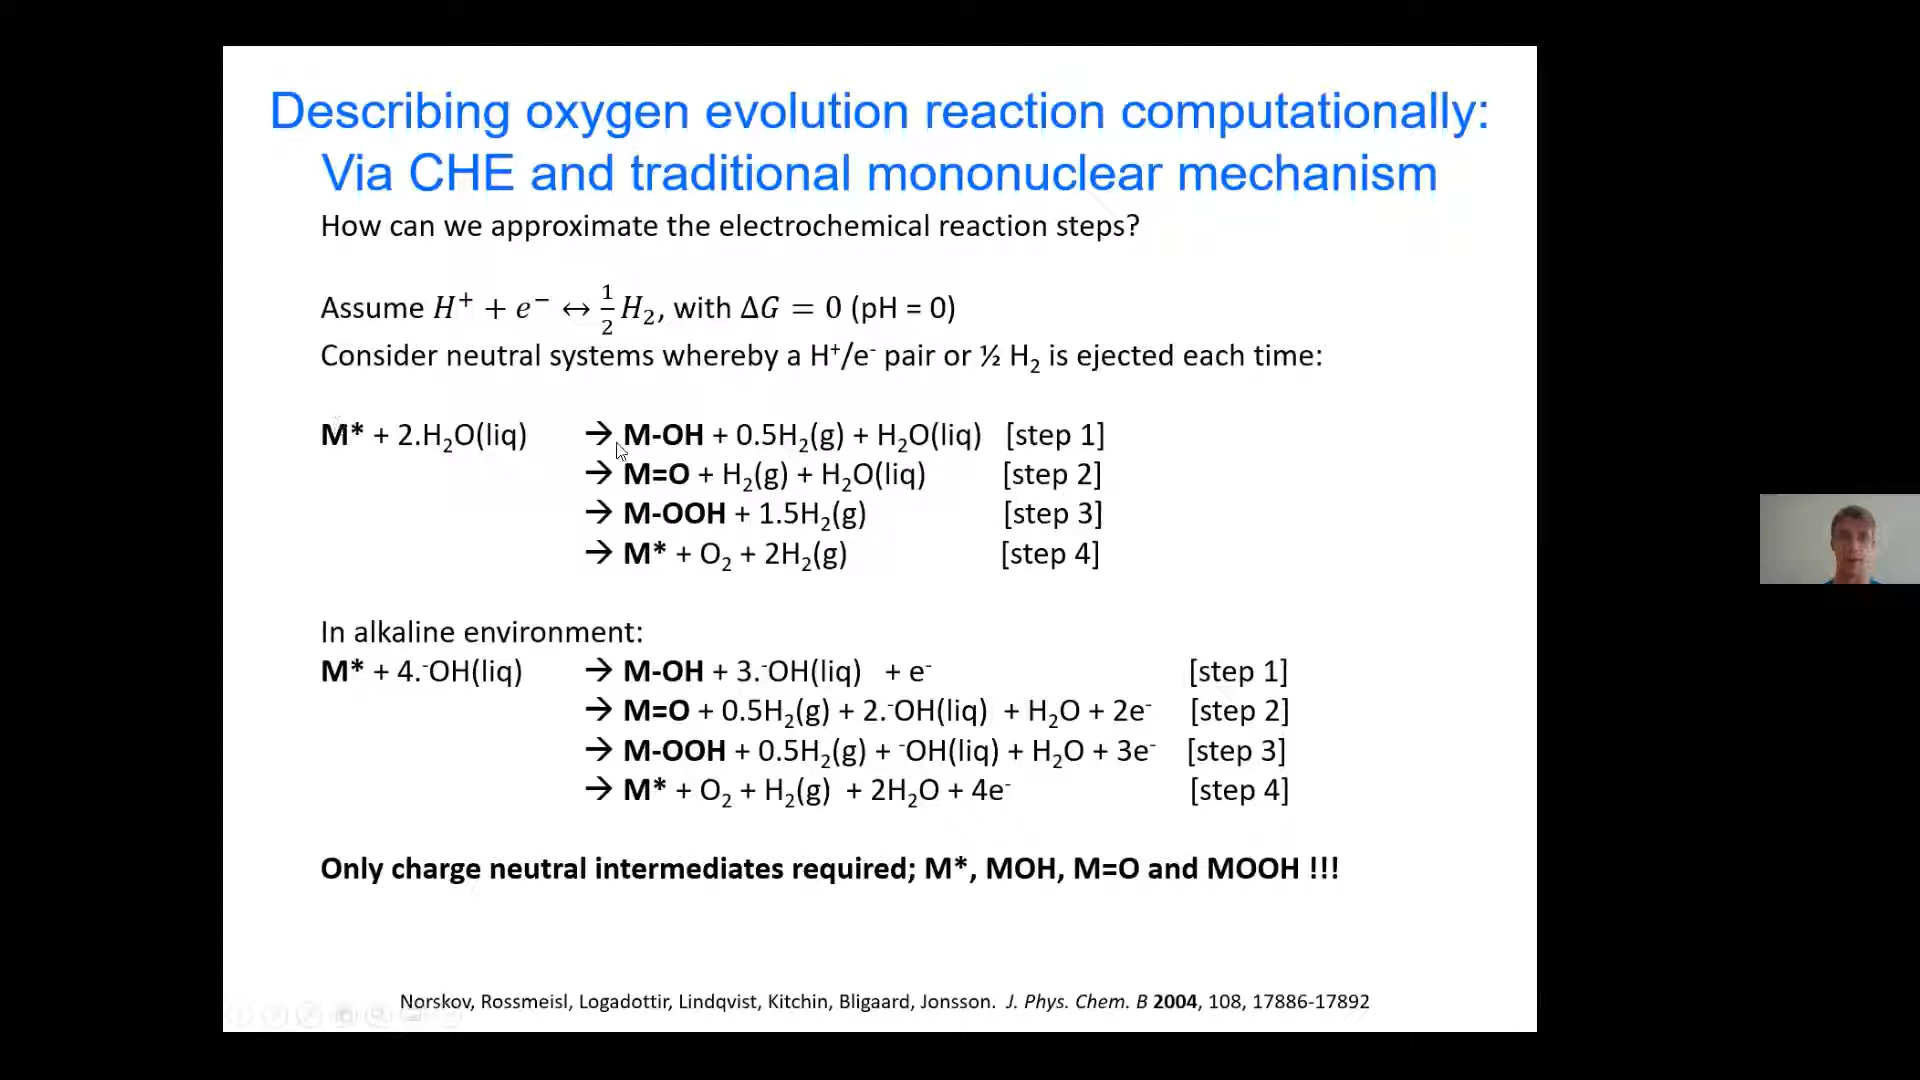 Describing oxygen evolution reaction computationally:
Via CHE and traditional mononuclear mechanism
How can we approximate the electrochemical reaction steps?
Assume H⁺ + e⁻ ↔ ½ H₂, with ΔG = 0 (pH = 0)
Consider neutral systems whereby a H⁺/e⁻ pair or ½ H₂ is ejected each time:
M* + 2.H₂O(liq) → M-OH + 0.5H₂(g) + H₂O(liq) [step 1]
→ M=O + H₂(g) + H₂O(liq) [step 2]
→ M-OOH + 1.5H₂(g) [step 3]
→ M* + O₂ + 2H₂(g) [step 4]
In alkaline environment:
M* + 4.⁻OH(liq) → M-OH + 3.⁻OH(liq) + e⁻ [step 1]
→ M=O + 0.5H₂(g) + 2.⁻OH(liq) + H₂O + 2e⁻ [step 2]
→ M-OOH + 0.5H₂(g) + ⁻OH(liq) + H₂O + 3e⁻ [step 3]
→ M* + O₂ + H₂(g) + 2H₂O + 4e⁻ [step 4]
Only charge neutral intermediates required; M*, MOH, M=O and MOOH !!!
Norskov, Rossmeisl, Logadottir, Lindqvist, Kitchin, Bligaard, Jonsson. J. Phys. Chem. B 2004, 108, 17886-17892